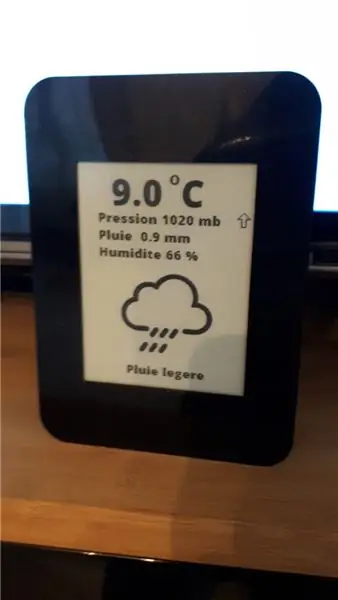 9.0 °C
Pression 1020 mb
Pluie 0.9 mm
Humidite 66 %
Pluie legere